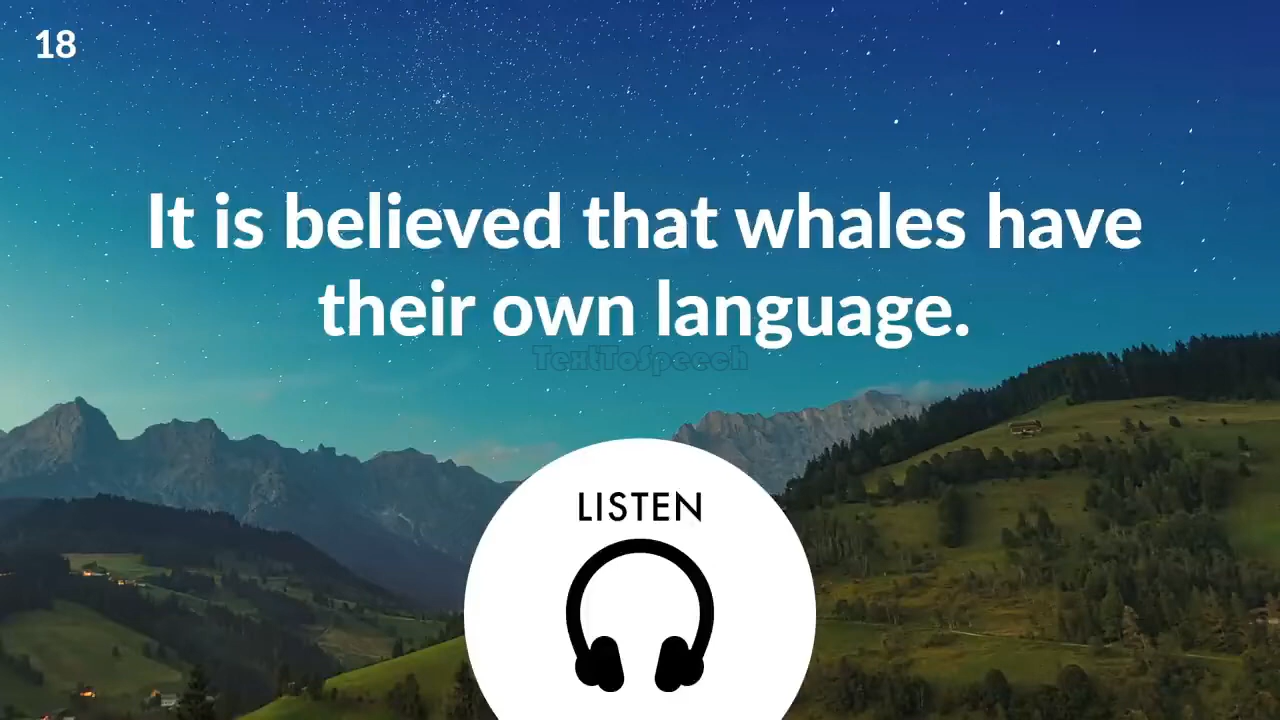 18
It is believed that whales have
their own language.
TextToSpeech
LISTEN